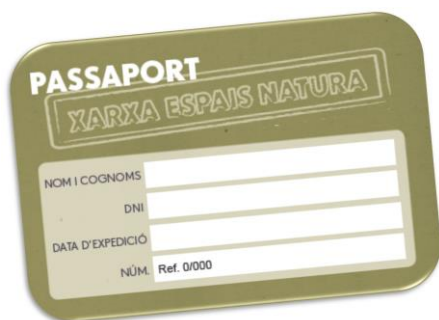 PASSAPORT
XARXA ESPAIS NATURA
NOM I COGNOMS
DNI
DATA D'EXPEDICIÓ
NÚM. Ref. 0/000